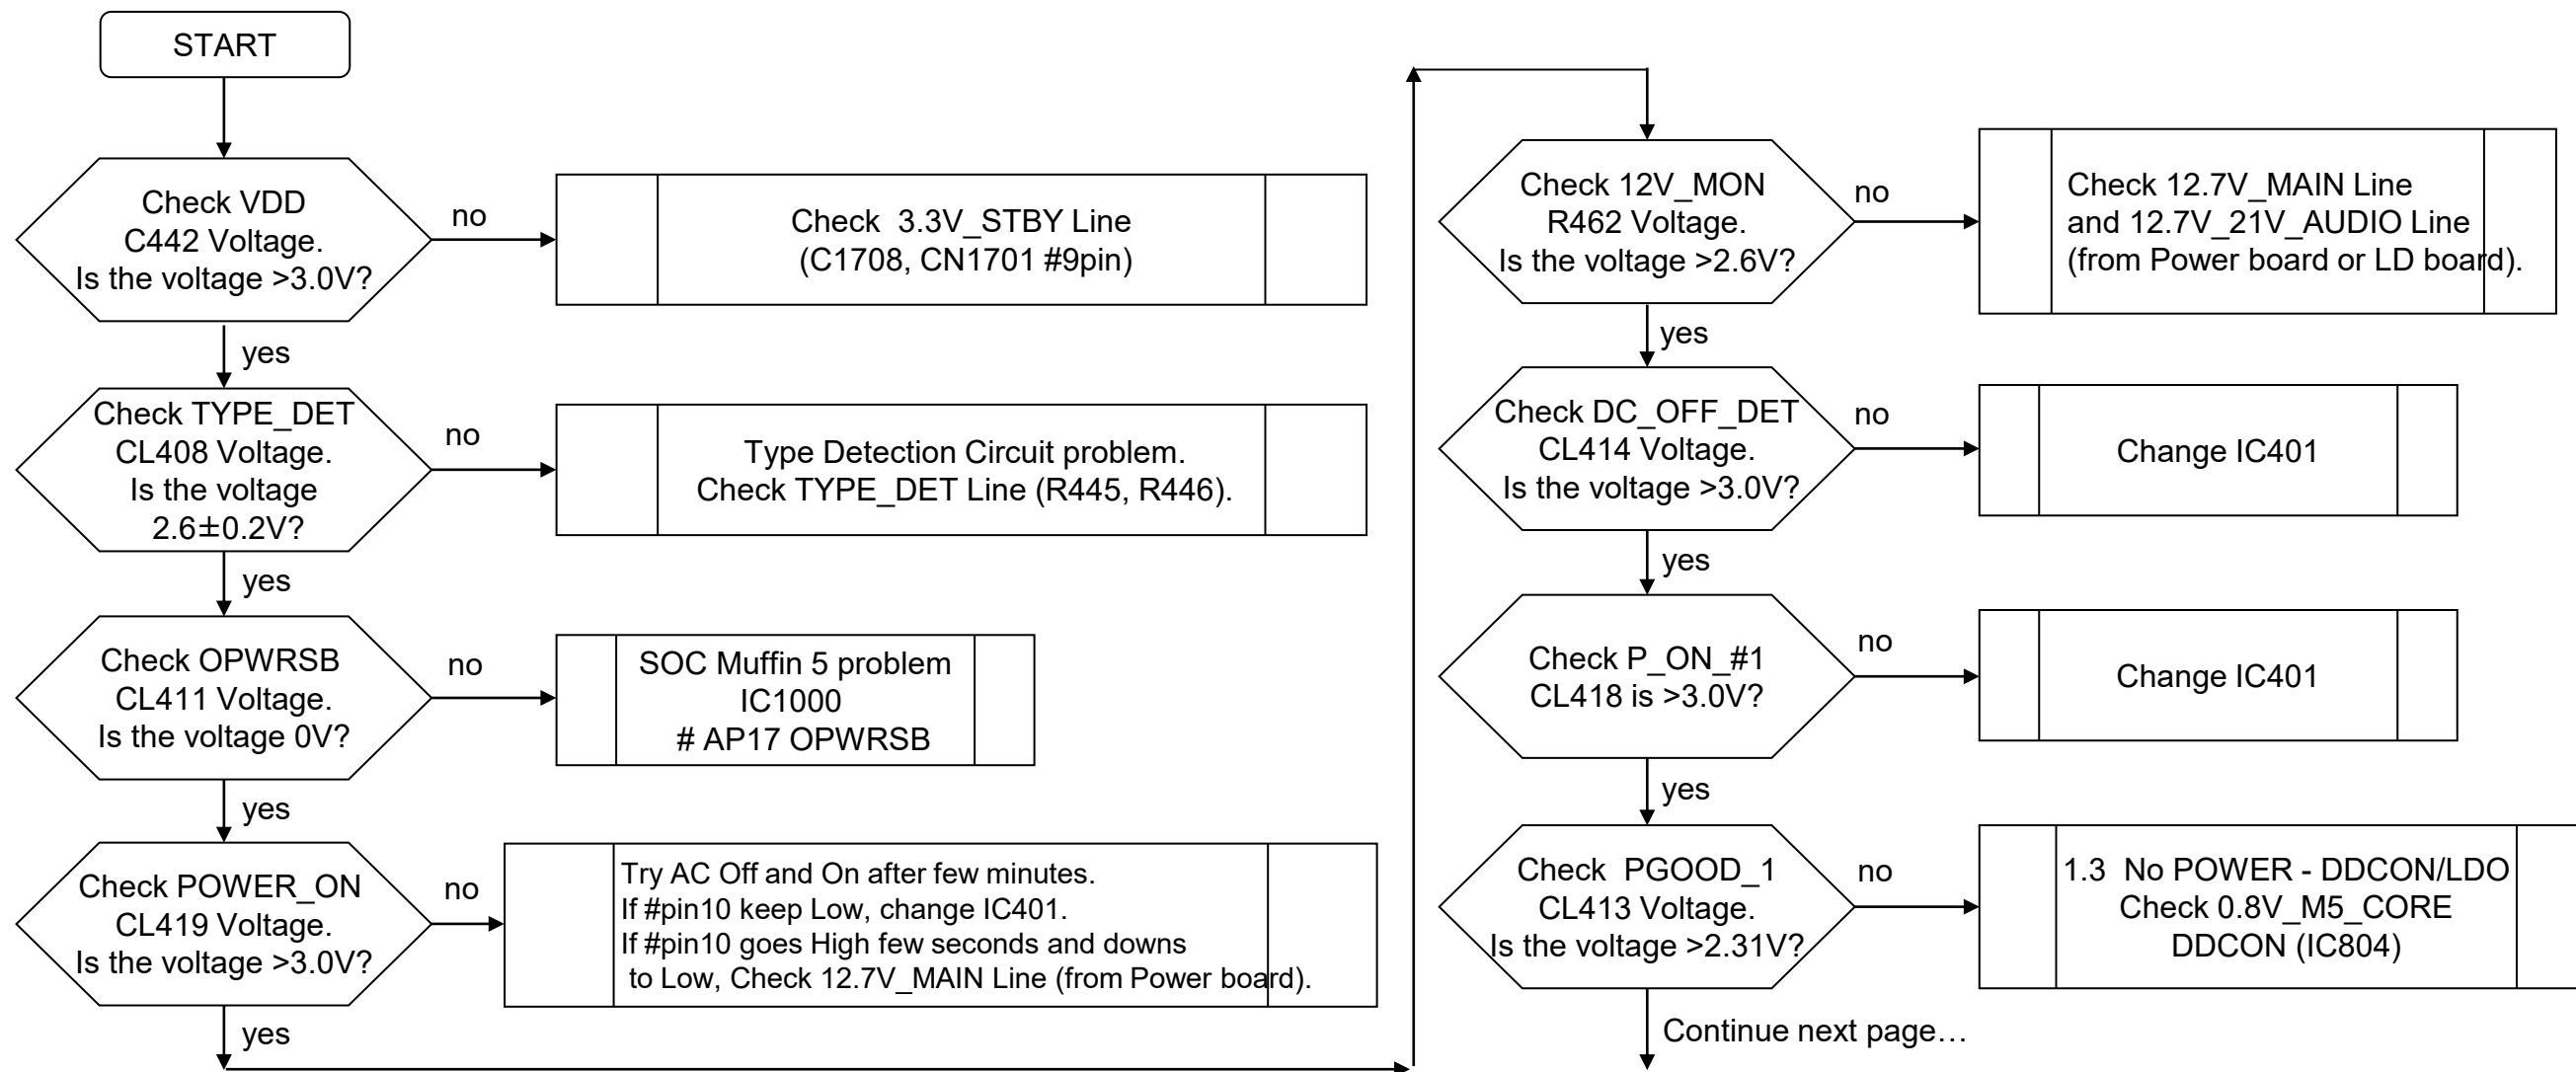 START
Check VDD
C442 Voltage.
Is the voltage >3.0V?
no
Check  3.3V_STBY Line
(C1708, CN1701 #9pin)
yes
Check TYPE_DET
CL408 Voltage.
Is the voltage
2.6±0.2V?
no
Type Detection Circuit problem.
Check TYPE_DET Line (R445, R446).
yes
Check OPWRSB
CL411 Voltage.
Is the voltage 0V?
no
SOC Muffin 5 problem
IC1000
# AP17 OPWRSB
yes
Check POWER_ON
CL419 Voltage.
Is the voltage >3.0V?
no
Try AC Off and On after few minutes.
If #pin10 keep Low, change IC401.
If #pin10 goes High few seconds and downs
to Low, Check 12.7V_MAIN Line (from Power board).
yes
Check 12V_MON
R462 Voltage.
Is the voltage >2.6V?
no
Check 12.7V_MAIN Line
and 12.7V_21V_AUDIO Line
(from Power board or LD board).
yes
Check DC_OFF_DET
CL414 Voltage.
Is the voltage >3.0V?
no
Change IC401
yes
Check P_ON_#1
CL418 is >3.0V?
no
Change IC401
yes
Check  PGOOD_1
CL413 Voltage.
Is the voltage >2.31V?
no
1.3  No POWER - DDCON/LDO
Check 0.8V_M5_CORE
DDCON (IC804)
Continue next page…